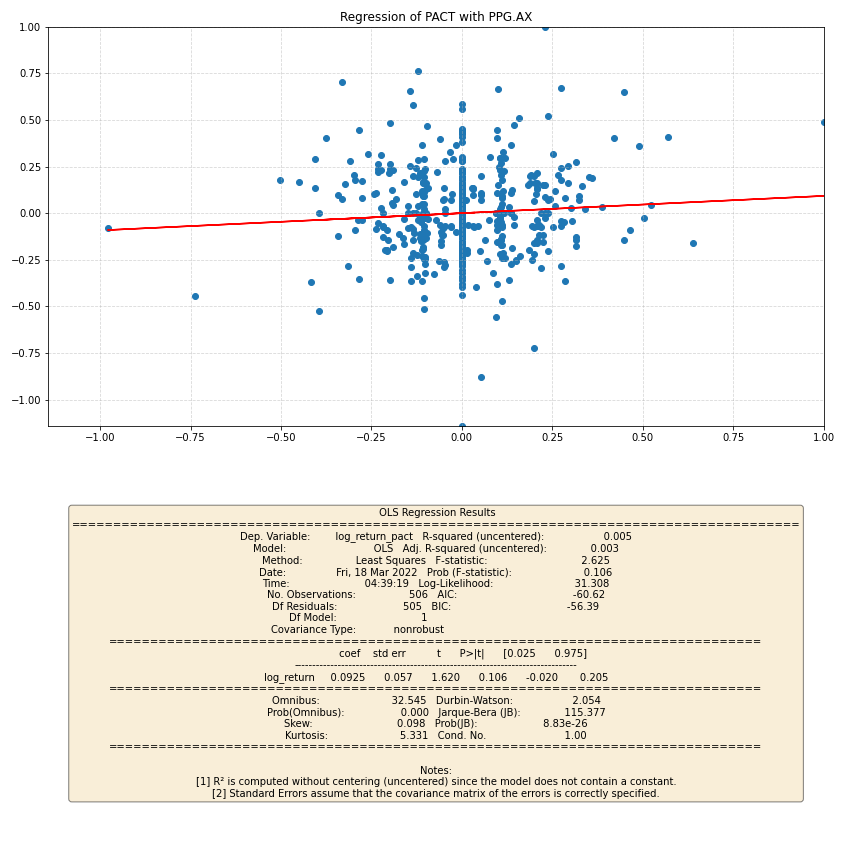 Regression of PACT with PPG.AX
1.00
0.75
0.50
0.25
0.00
−0.25
−0.50
−0.75
−1.00
−1.00 −0.75 −0.50 −0.25 0.00 0.25 0.50 0.75 1.00
OLS Regression Results
==============================================================================
Dep. Variable: log_return_pact R-squared (uncentered): 0.005
Model: OLS Adj. R-squared (uncentered): 0.003
Method: Least Squares F-statistic: 2.625
Date: Fri, 18 Mar 2022 Prob (F-statistic): 0.106
Time: 04:39:19 Log-Likelihood: 31.308
No. Observations: 506 AIC: -60.62
Df Residuals: 505 BIC: -56.39
Df Model: 1
Covariance Type: nonrobust
==============================================================================
coef std err t P>|t| [0.025 0.975]
------------------------------------------------------------------------------
log_return 0.0925 0.057 1.620 0.106 -0.020 0.205
==============================================================================
Omnibus: 32.545 Durbin-Watson: 2.054
Prob(Omnibus): 0.000 Jarque-Bera (JB): 115.377
Skew: 0.098 Prob(JB): 8.83e-26
Kurtosis: 5.331 Cond. No. 1.00
==============================================================================
Notes:
[1] R² is computed without centering (uncentered) since the model does not contain a constant.
[2] Standard Errors assume that the covariance matrix of the errors is correctly specified.